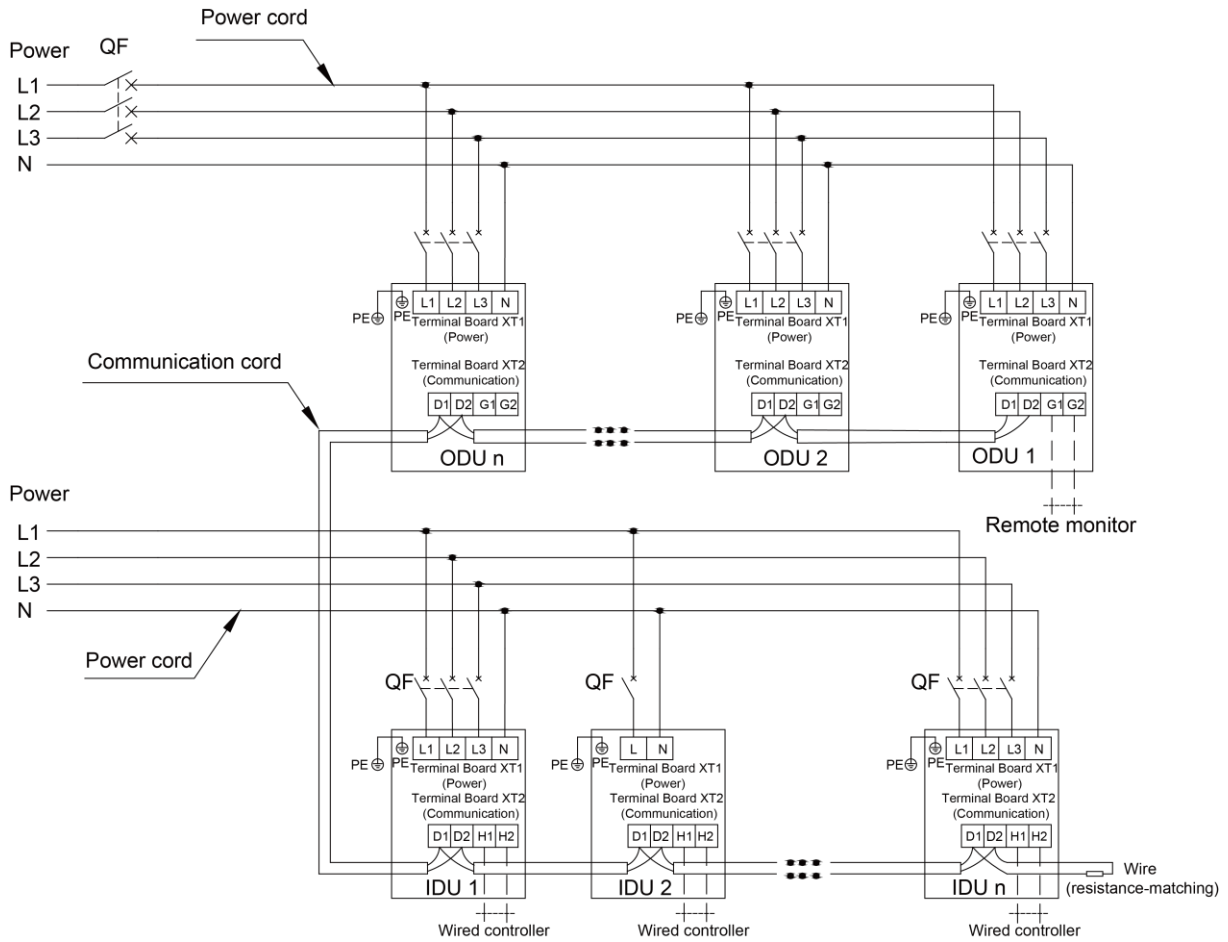 Power cord
Power QF
L1
L2
L3
N
L1 L2 L3 N
L1 L2 L3 N
L1 L2 L3 N
PE PE Terminal Board XT1
(Power)
PE PE Terminal Board XT1
(Power)
PE PE Terminal Board XT1
(Power)
Communication cord
Terminal Board XT2
(Communication)
Terminal Board XT2
(Communication)
Terminal Board XT2
(Communication)
D1 D2 G1 G2
D1 D2 G1 G2
D1 D2 G1 G2
ODU n
ODU 2
ODU 1
Remote monitor
Power
L1
L2
L3
N
Power cord
QF
QF
QF
L1 L2 L3 N
L N
L1 L2 L3 N
PE PE Terminal Board XT1
(Power)
Terminal Board XT2
(Communication)
PE PE Terminal Board XT1
(Power)
Terminal Board XT2
(Communication)
PE PE Terminal Board XT1
(Power)
Terminal Board XT2
(Communication)
D1 D2 H1 H2
D1 D2 H1 H2
D1 D2 H1 H2
IDU 1
IDU 2
IDU n
Wire
(resistance-matching)
Wired controller
Wired controller
Wired controller